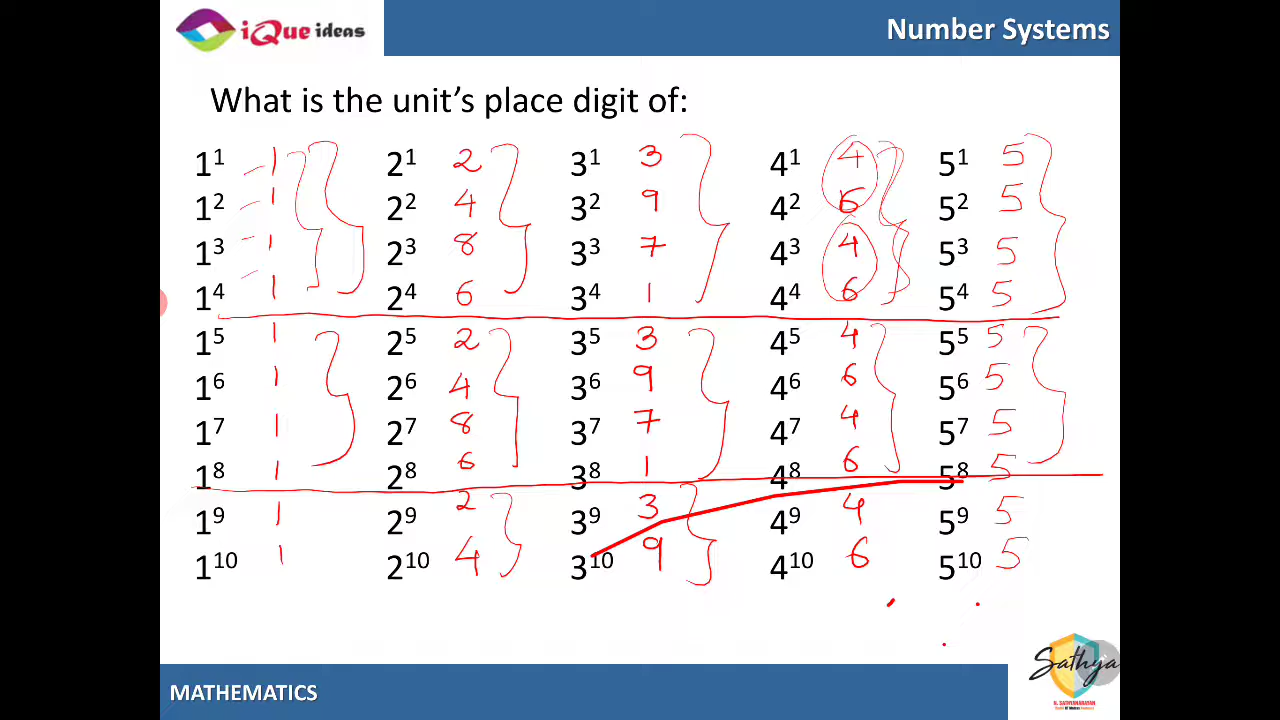 iQue ideas
Number Systems
What is the unit's place digit of:
1¹ 1 2¹ 2 3¹ 3 4¹ 4 5¹ 5
1² 1 2² 4 3² 9 4² 6 5² 5
1³ 1 2³ 8 3³ 7 4³ 4 5³ 5
1⁴ 1 2⁴ 6 3⁴ 1 4⁴ 6 5⁴ 5
1⁵ 1 2⁵ 2 3⁵ 3 4⁵ 4 5⁵ 5
1⁶ 1 2⁶ 4 3⁶ 9 4⁶ 6 5⁶ 5
1⁷ 1 2⁷ 8 3⁷ 7 4⁷ 4 5⁷ 5
1⁸ 1 2⁸ 6 3⁸ 1 4⁸ 6 5⁸ 5
1⁹ 1 2⁹ 2 3⁹ 3 4⁹ 4 5⁹ 5
1¹⁰ 1 2¹⁰ 4 3¹⁰ 9 4¹⁰ 6 5¹⁰ 5
Sathya
MATHEMATICS